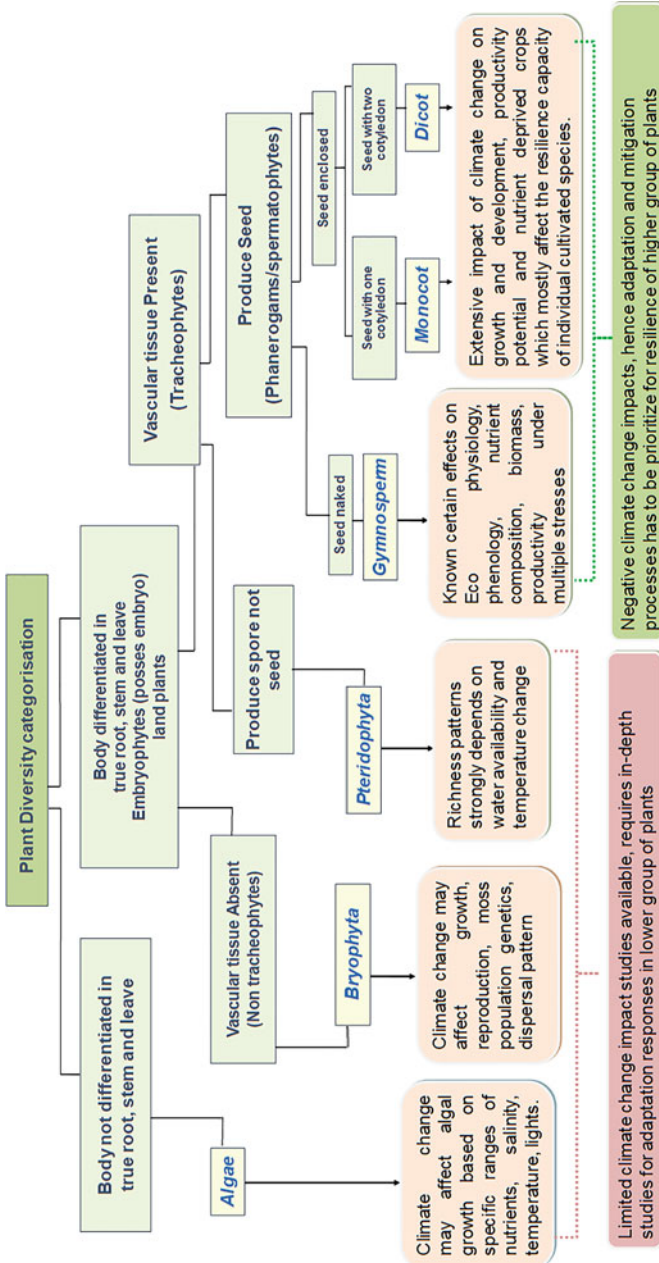 Plant Diversity categorisation
Body not differentiated in
true root, stem and leave
Body differentiated in
true root, stem and leave
Embryophytes (posses embryo)
land plants
Algae
Vascular tissue Absent
(Non tracheophytes)
Vascular tissue Present
(Tracheophytes)
Bryophyta
Produce spore not
seed
Produce Seed
(Phanerogams/spermatophytes)
Pteridophyta
Seed naked
Seed enclosed
Gymnosperm
Seed with one
cotyledon
Seed with two
cotyledon
Monocot
Dicot
Climate change
may affect algal
growth based on
specific ranges of
nutrients, salinity,
temperature, lights.
Climate change may
affect growth,
reproduction, moss
population genetics,
dispersal pattern
Richness patterns
strongly depends on
water availability and
temperature change
Known certain effects on
Eco physiology,
phenology, nutrient
composition, biomass,
productivity under
multiple stresses
Extensive impact of climate change on
growth and development, productivity
potential and nutrient deprived crops
which mostly affect the resilience capacity
of individual cultivated species.
Limited climate change impact studies available, requires in-depth
studies for adaptation responses in lower group of plants
Negative climate change impacts, hence adaptation and mitigation
processes has to be prioritize for resilience of higher group of plants